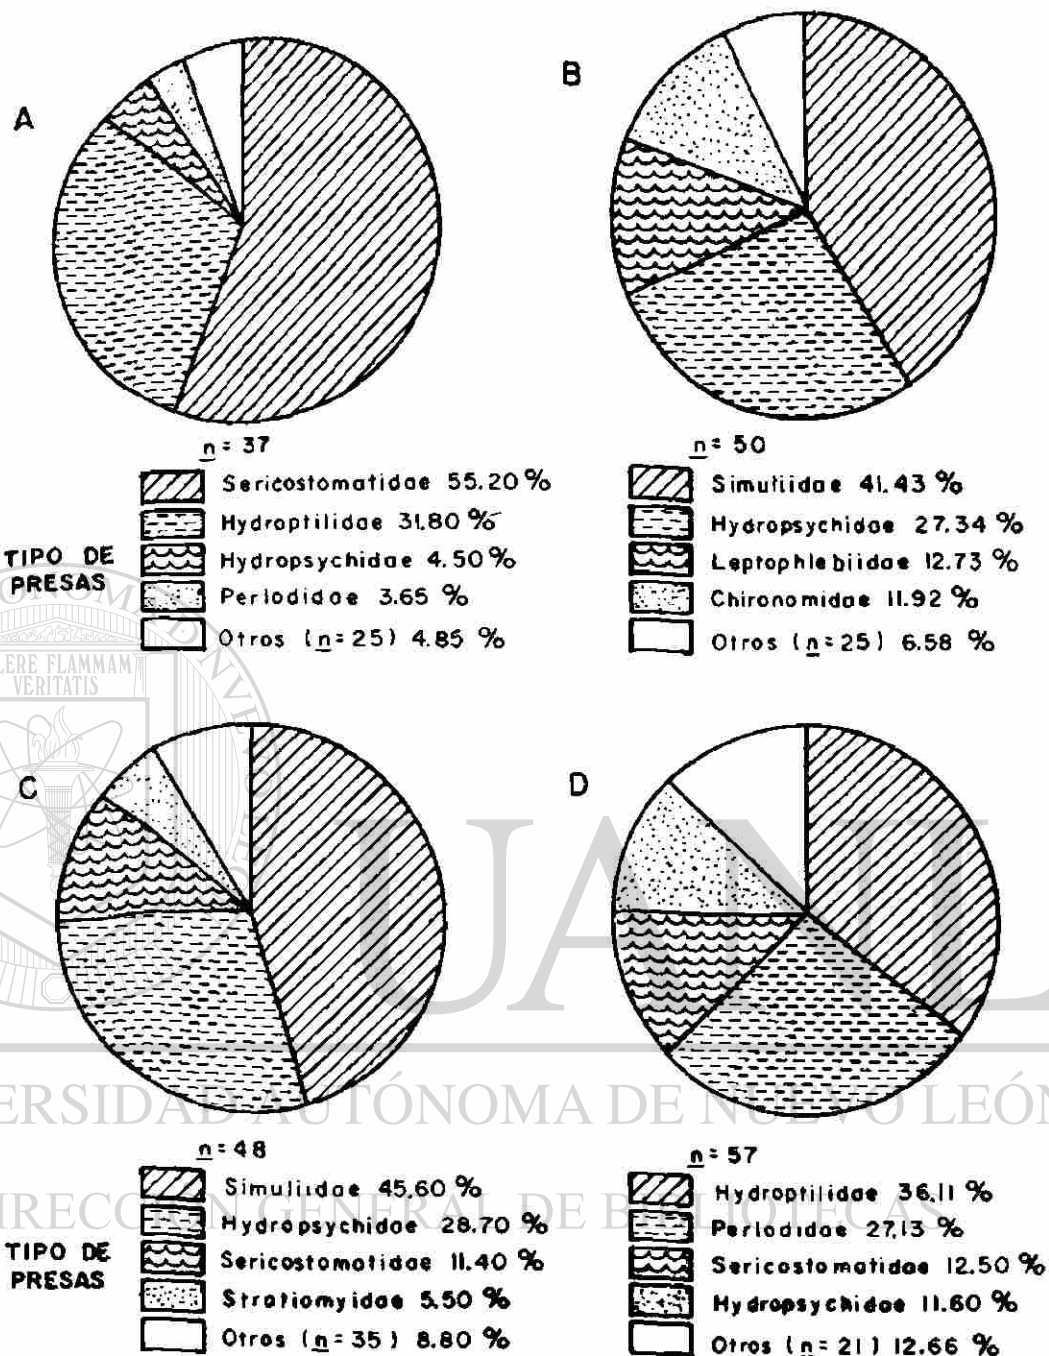 A
B
n = 37
Sericostomatidae 55.20 %
Hydroptilidae 31.80 %
Hydropsychidae 4.50 %
Perlodidae 3.65 %
Otros (n=25) 4.85 %
TIPO DE
PRESAS
n = 50
Simuliidae 41.43 %
Hydropsychidae 27.34 %
Leptophlebiidae 12.73 %
Chironomidae 11.92 %
Otros (n=25) 6.58 %
ALERE FLAMMAM
VERITATIS
C
D
UANL
UNIVERSIDAD AUTÓNOMA DE NUEVO LEÓN
n = 48
Simuliidae 45.60 %
Hydropsychidae 28.70 %
Sericostomatidae 11.40 %
Stratiomyidae 5.50 %
Otros (n=35) 8.80 %
TIPO DE
PRESAS
n = 57
Hydroptilidae 36.11 %
Perlodidae 27.13 %
Sericostomatidae 12.50 %
Hydropsychidae 11.60 %
Otros (n=21) 12.66 %
DIRECCIÓN GENERAL DE BIBLIOTECAS